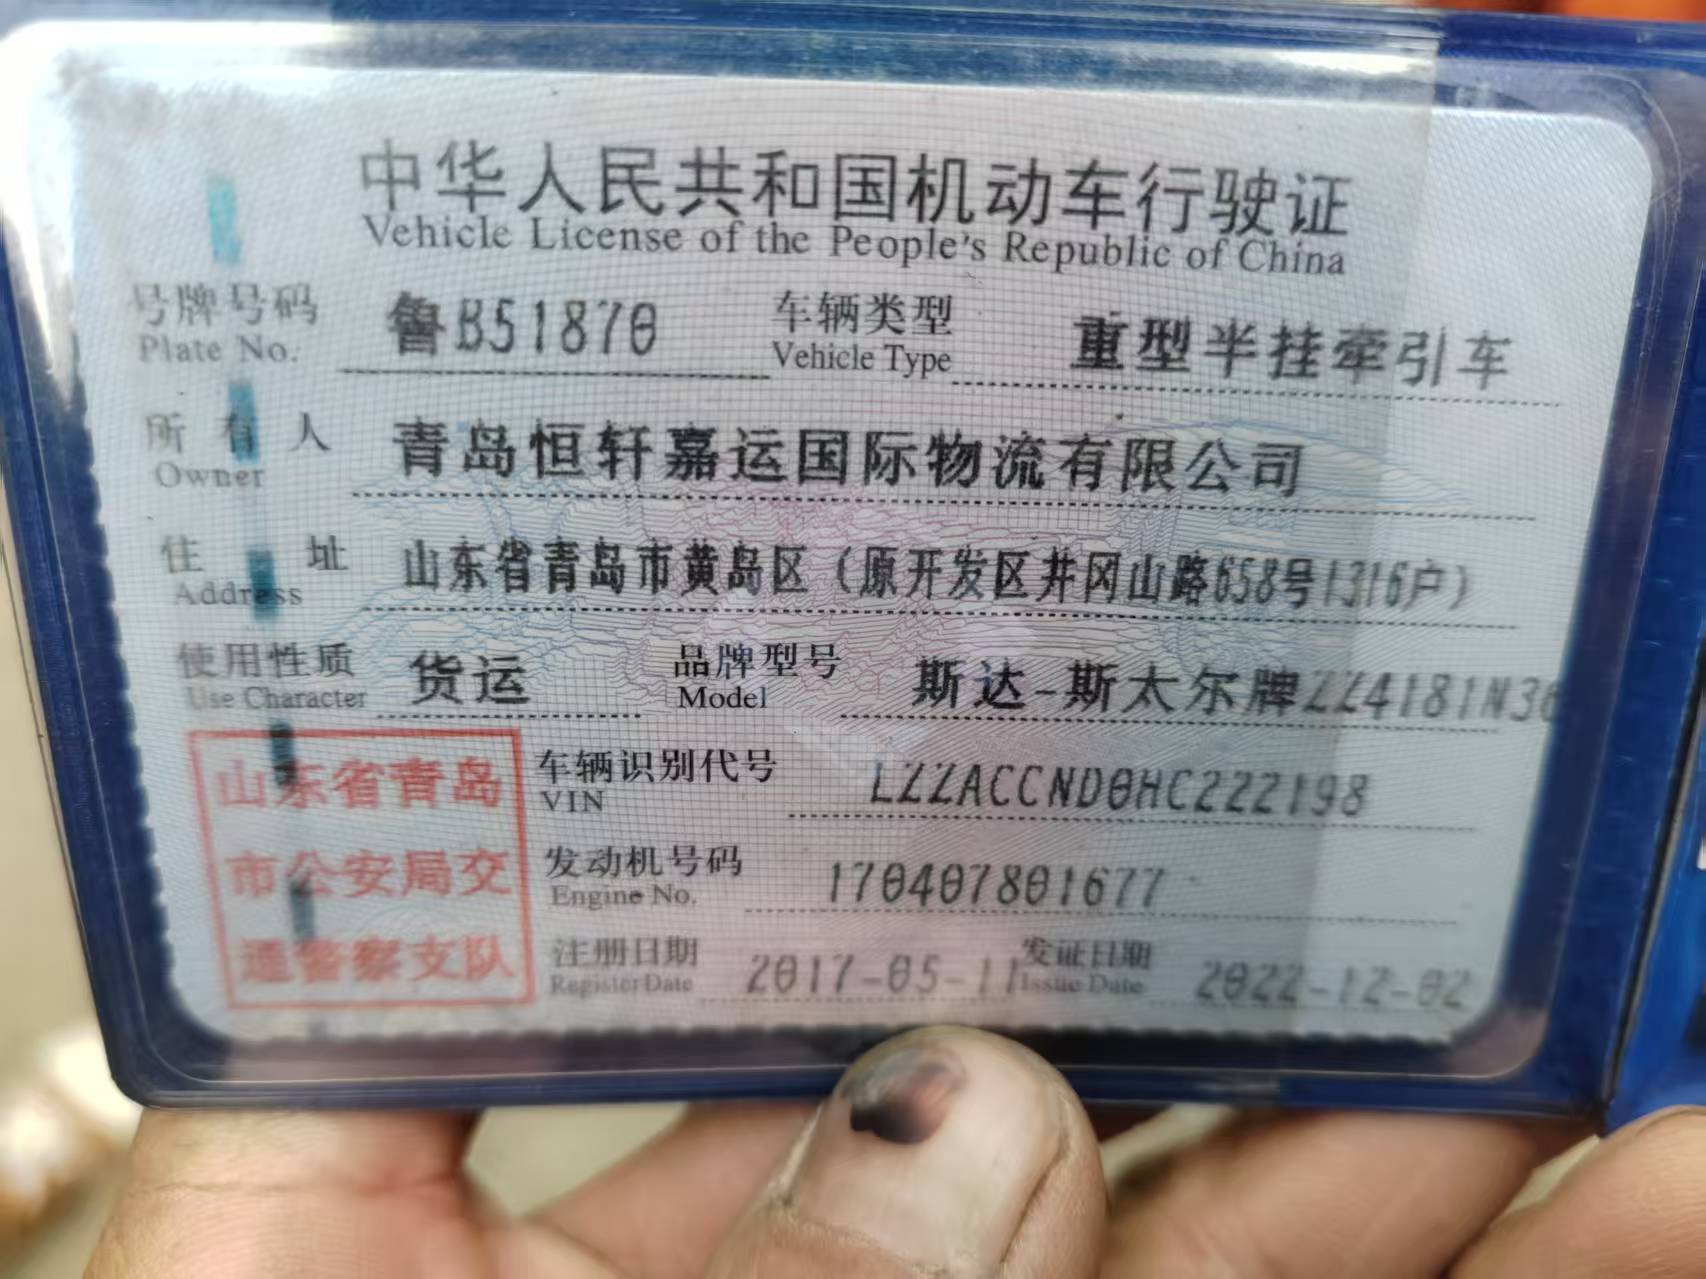 中华人民共和国机动车行驶证
Vehicle License of the People's Republic of China
号牌号码 鲁B51870 车辆类型 重型半挂牵引车
Plate No. Vehicle Type
所有人 青岛恒轩嘉运国际物流有限公司
Owner
住址 山东省青岛市黄岛区（原开发区井冈山路658号1316户）
Address
使用性质 货运 品牌型号 斯达-斯太尔牌ZZ4181N36
Use Character Model
山东省青岛
市公安局交
通警察支队
车辆识别代号 LZZACCND0HC222198
VIN
发动机号码 170407801677
Engine No.
注册日期 2017-05-11 发证日期 2022-12-02
Register Date Issue Date